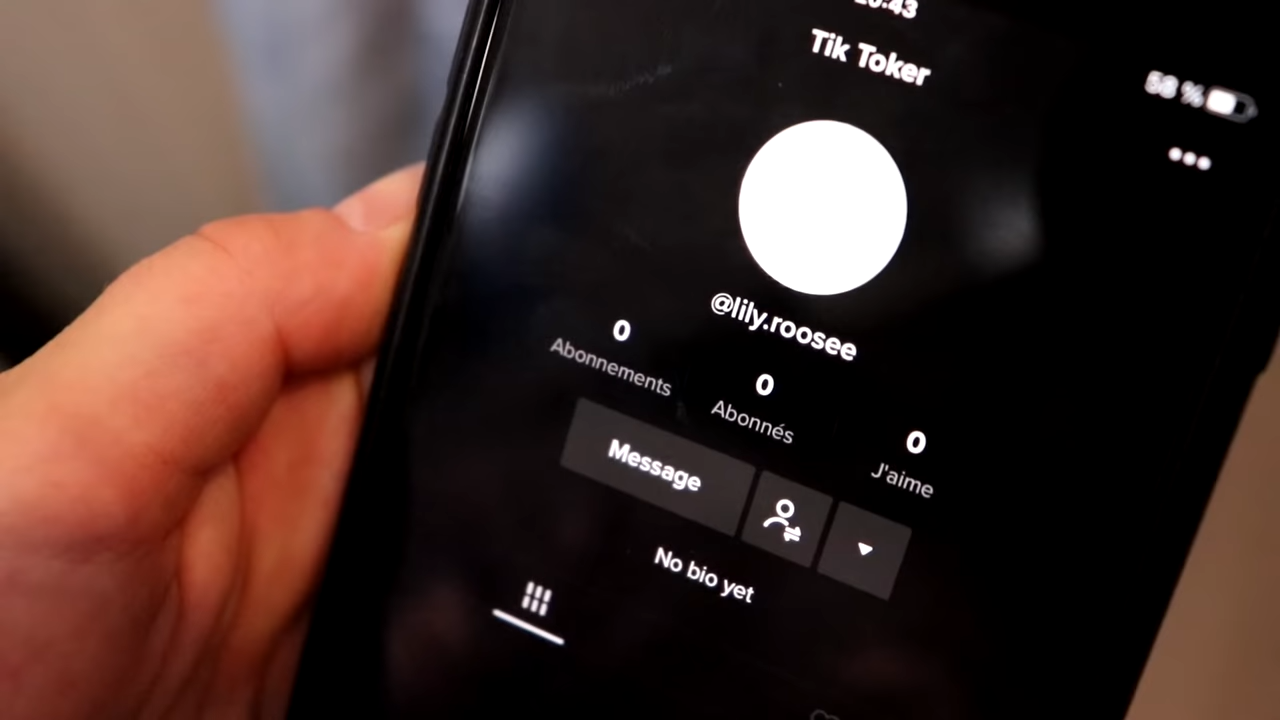 Tik Toker
58 %
@lily.roosee
0
Abonnements
0
Abonnés
0
J'aime
Message
No bio yet